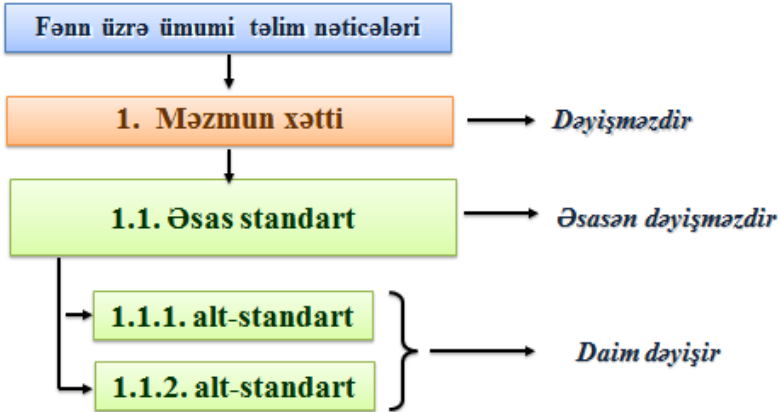 Fənn üzrə ümumi təlim nəticələri
1. Məzmun xətti
Dəyişməzdir
1.1. Əsas standart
Əsasən dəyişməzdir
1.1.1. alt-standart
1.1.2. alt-standart
Daim dəyişir